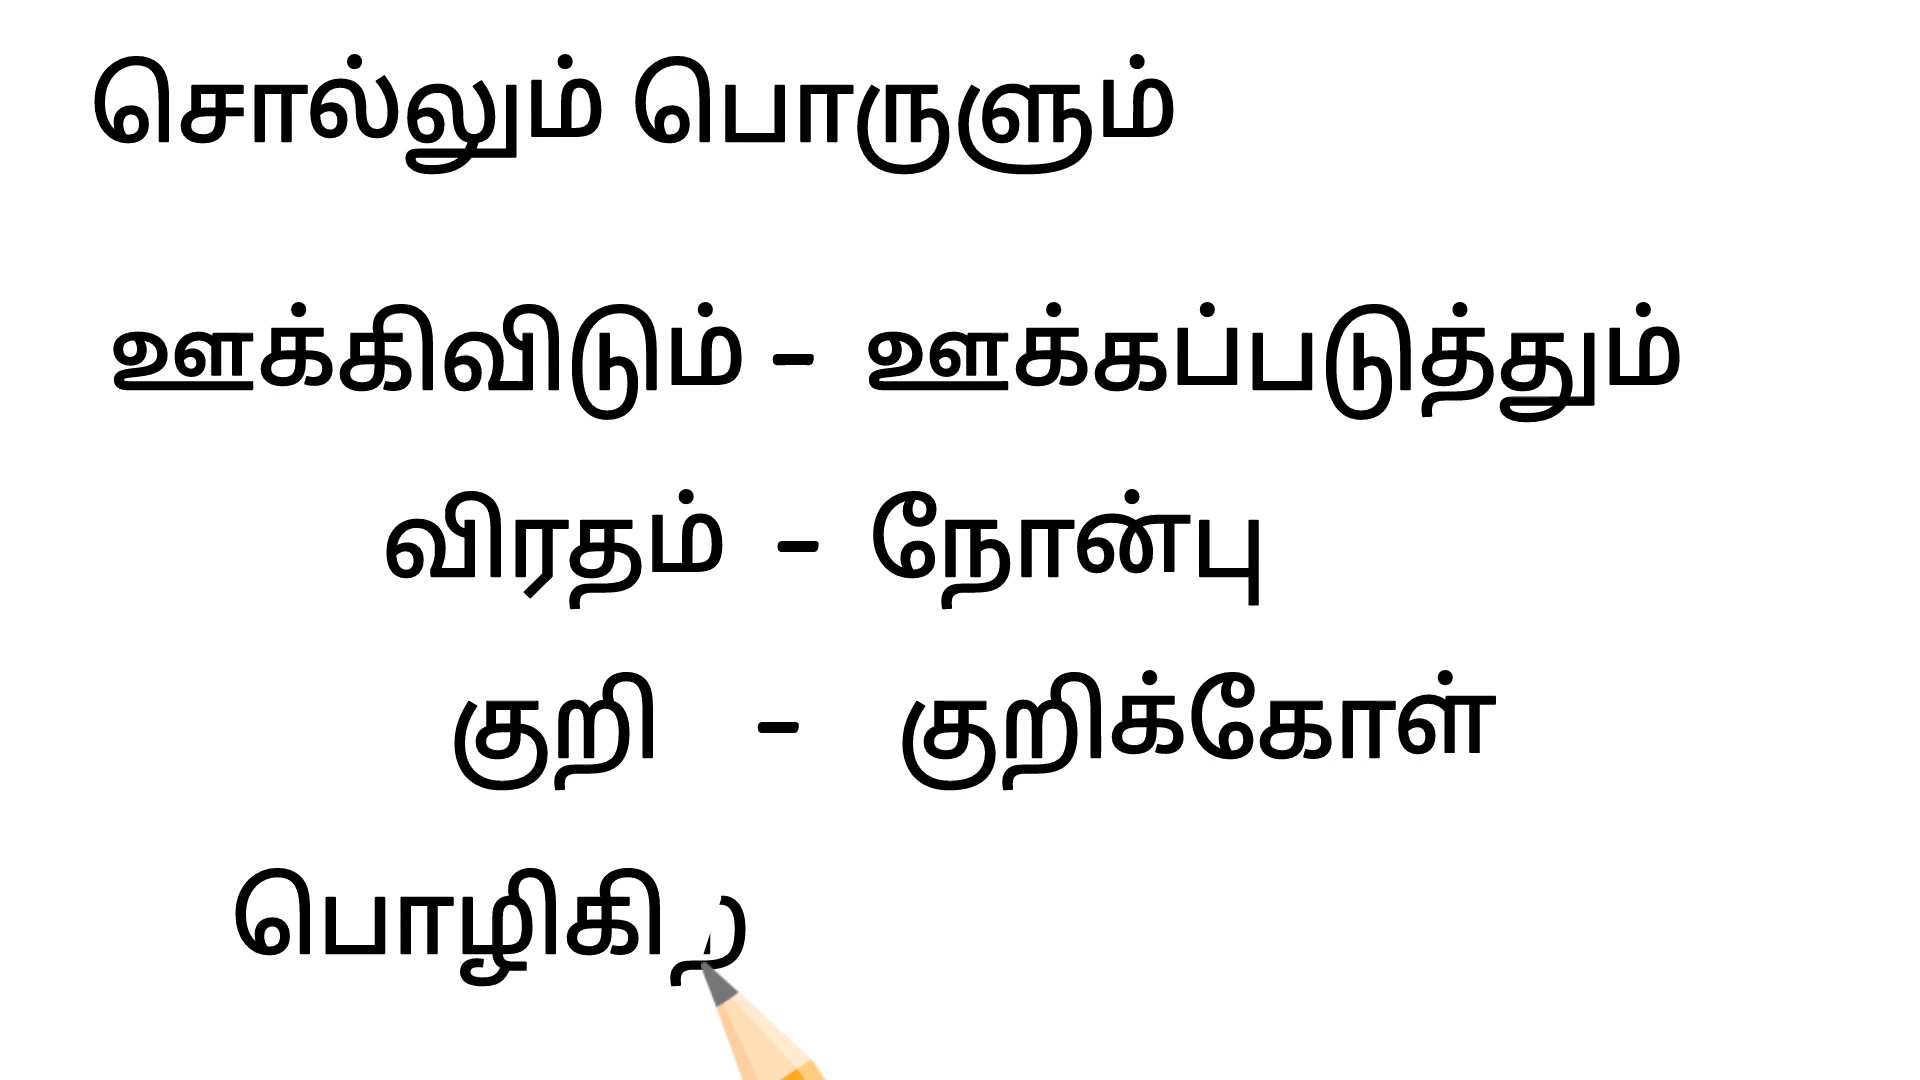 சொல்லும் பொருளும்
ஊக்கிவிடும் - ஊக்கப்படுத்தும்
விரதம் - நோன்பு
குறி - குறிக்கோள்